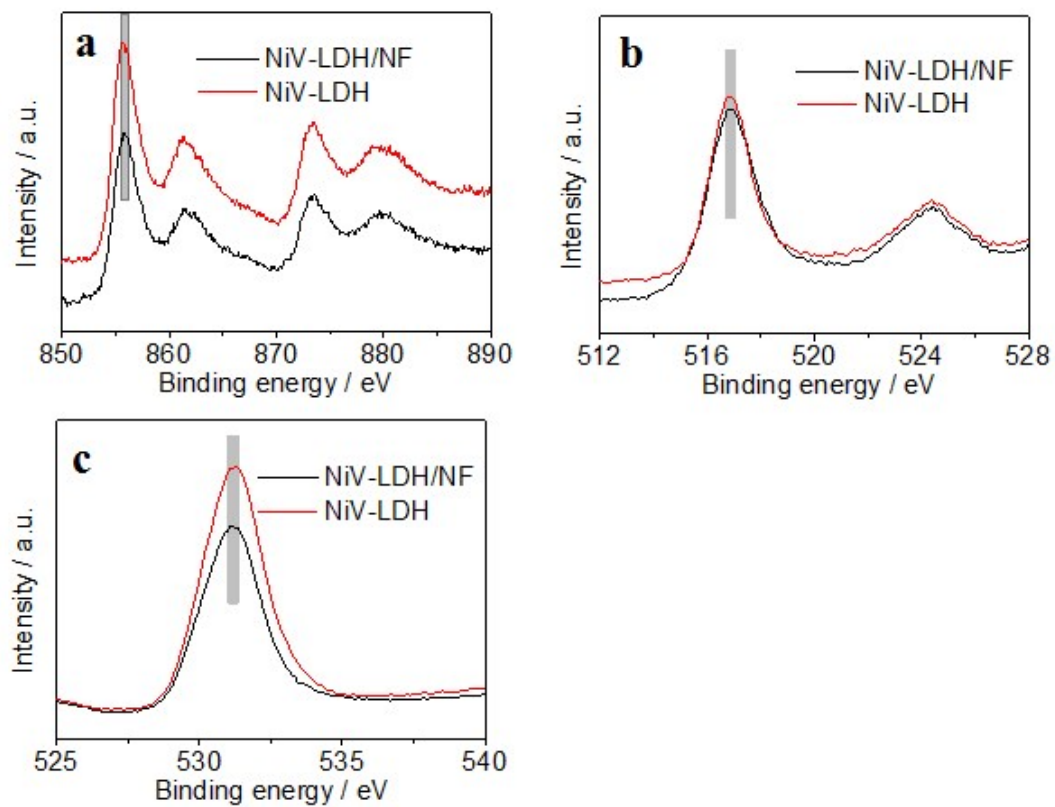 a
NiV-LDH/NF
NiV-LDH
Intensity / a.u.
850 860 870 880 890
Binding energy / eV
b
NiV-LDH/NF
NiV-LDH
Intensity / a.u.
512 516 520 524 528
Binding energy / eV
c
NiV-LDH/NF
NiV-LDH
Intensity / a.u.
525 530 535 540
Binding energy / eV